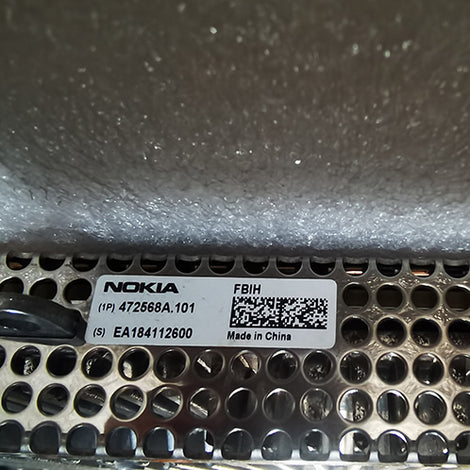 NOKIA FBIH
(1P) 472568A.101
(S) EA184112600 Made in China